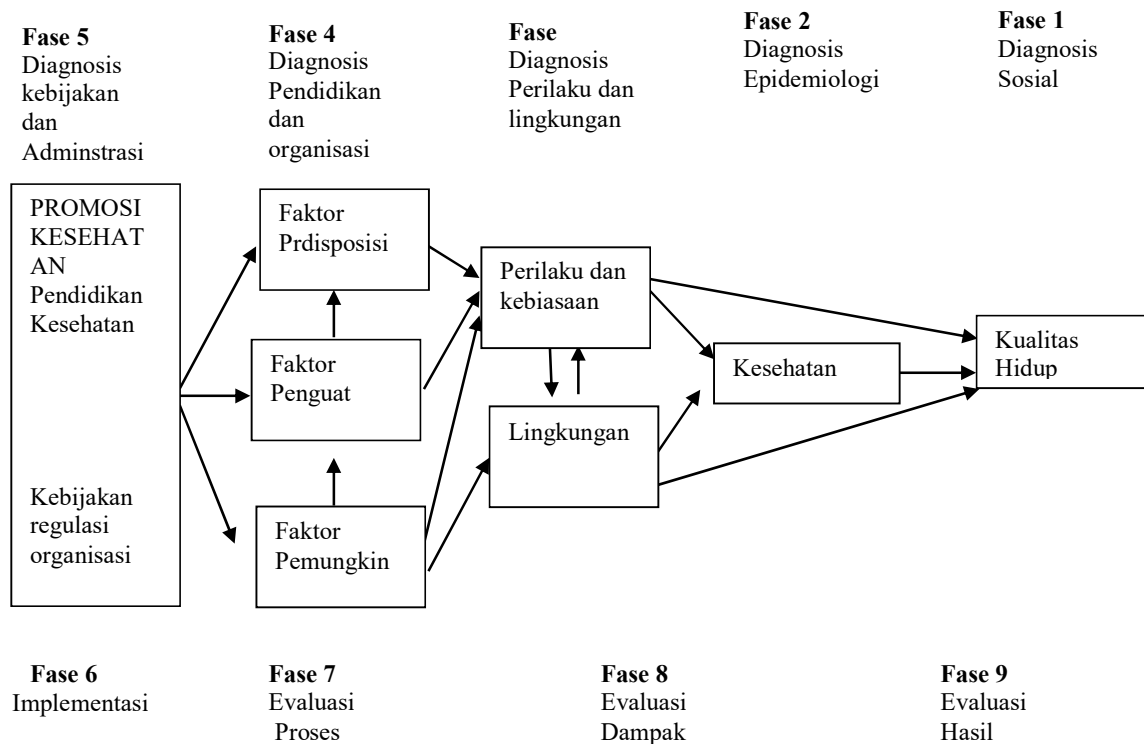 Fase 5
Diagnosis
kebijakan
dan
Adminstrasi
Fase 4
Diagnosis
Pendidikan
dan
organisasi
Fase
Diagnosis
Perilaku dan
lingkungan
Fase 2
Diagnosis
Epidemiologi
Fase 1
Diagnosis
Sosial
PROMOSI
KESEHAT
AN
Pendidikan
Kesehatan
Kebijakan
regulasi
organisasi
Faktor
Prdisposisi
Faktor
Penguat
Faktor
Pemungkin
Perilaku dan
kebiasaan
Lingkungan
Kesehatan
Kualitas
Hidup
Fase 6
Implementasi
Fase 7
Evaluasi
Proses
Fase 8
Evaluasi
Dampak
Fase 9
Evaluasi
Hasil